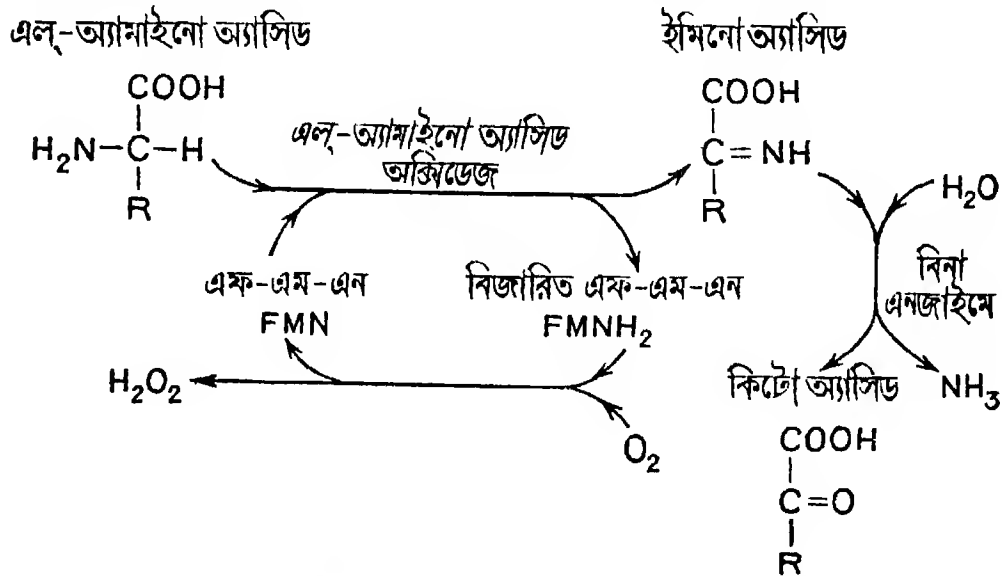 এল্-অ্যামাইনো অ্যাসিড
COOH
H₂N-C-H
R
এল্-অ্যামাইনো অ্যাসিড
অক্সিডেজ
ইমিনো অ্যাসিড
COOH
C=NH
R
H₂O
বিনা
এনজাইমে
এফ-এম-এন
FMN
বিজারিত এফ-এম-এন
FMNH₂
H₂O₂
O₂
কিটো অ্যাসিড
NH₃
COOH
C=O
R